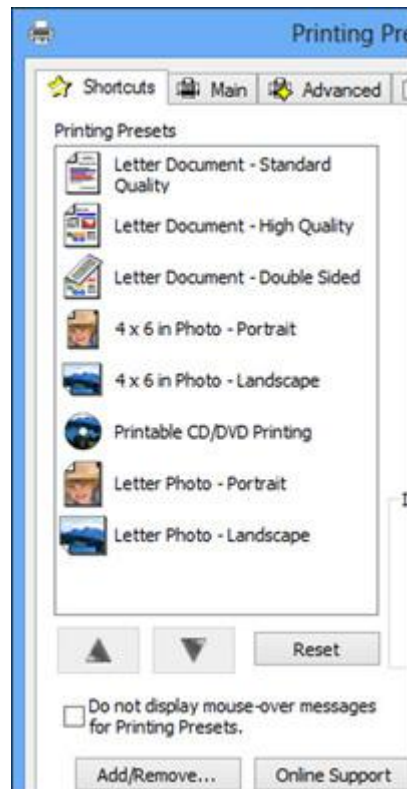 Printing Pre
Shortcuts
Main
Advanced
Printing Presets
Letter Document - Standard
Quality
Letter Document - High Quality
Letter Document - Double Sided
4 x 6 in Photo - Portrait
4 x 6 in Photo - Landscape
Printable CD/DVD Printing
Letter Photo - Portrait
Letter Photo - Landscape
Reset
Do not display mouse-over messages
for Printing Presets.
Add/Remove...
Online Support